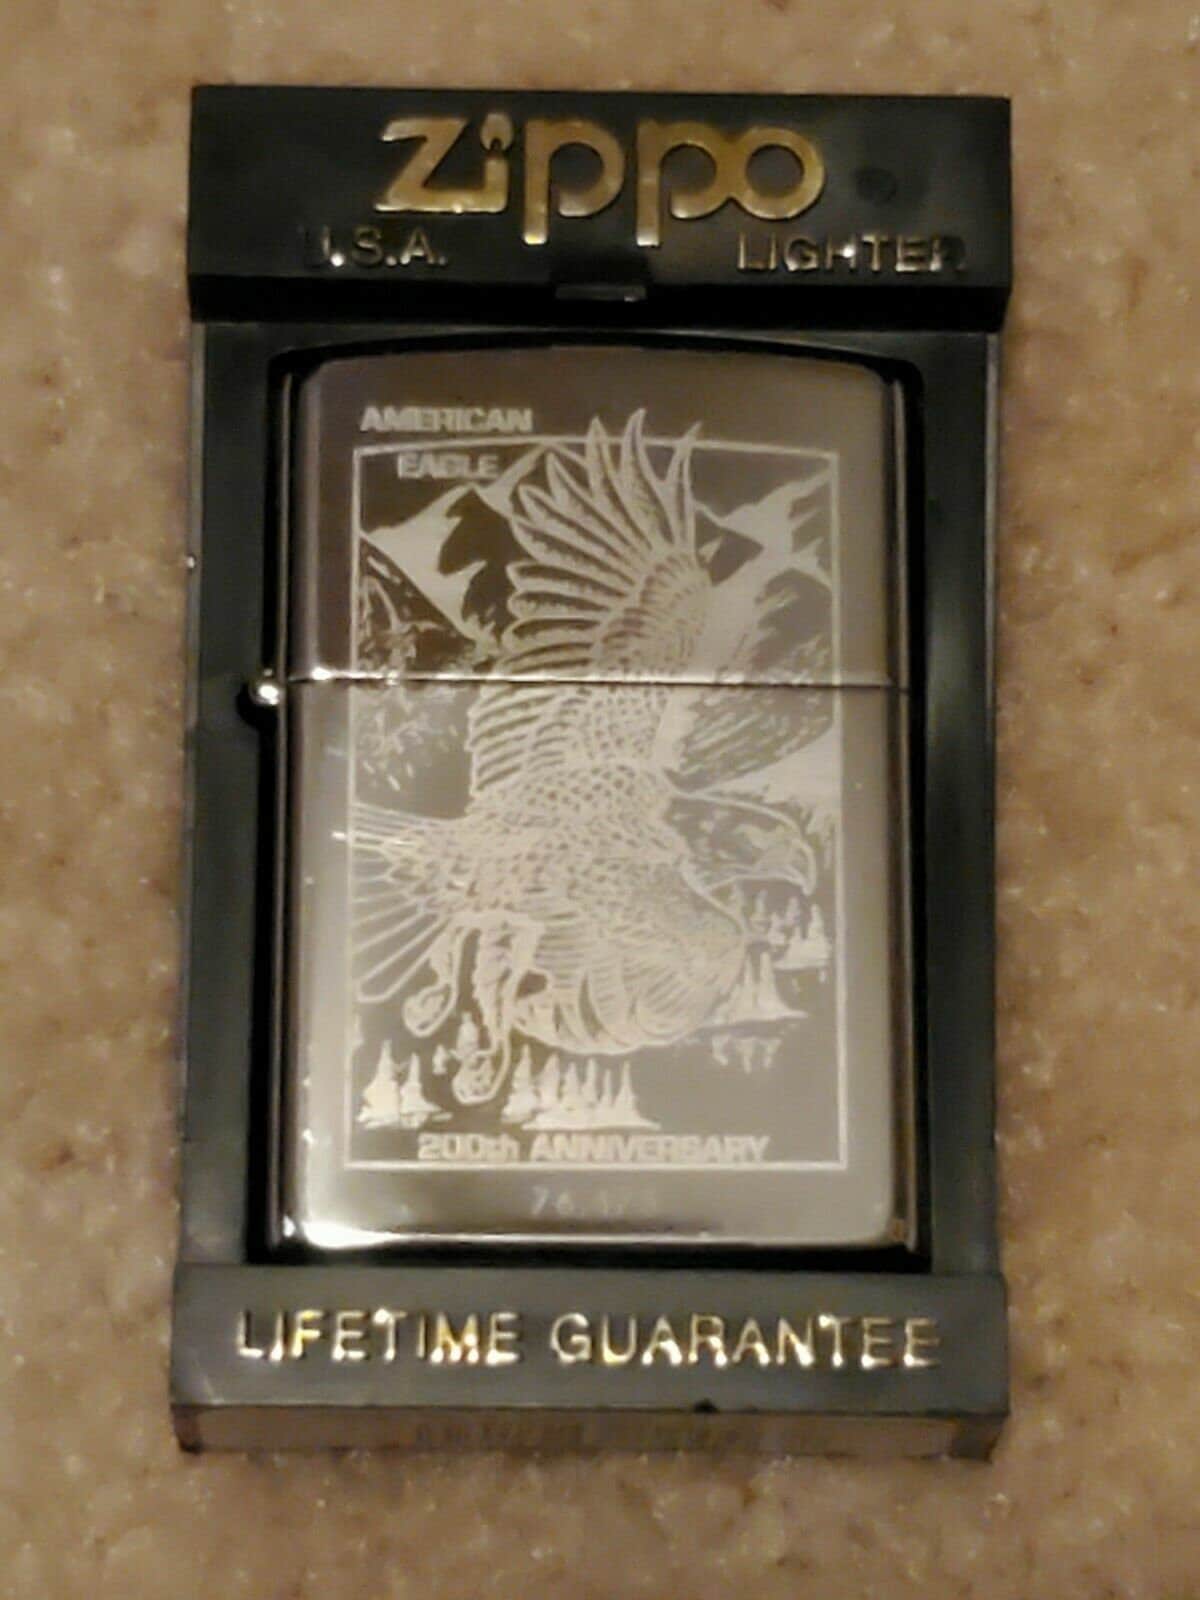 Zippo
U.S.A. LIGHTER
AMERICAN
EAGLE
200th ANNIVERSARY
LIFETIME GUARANTEE